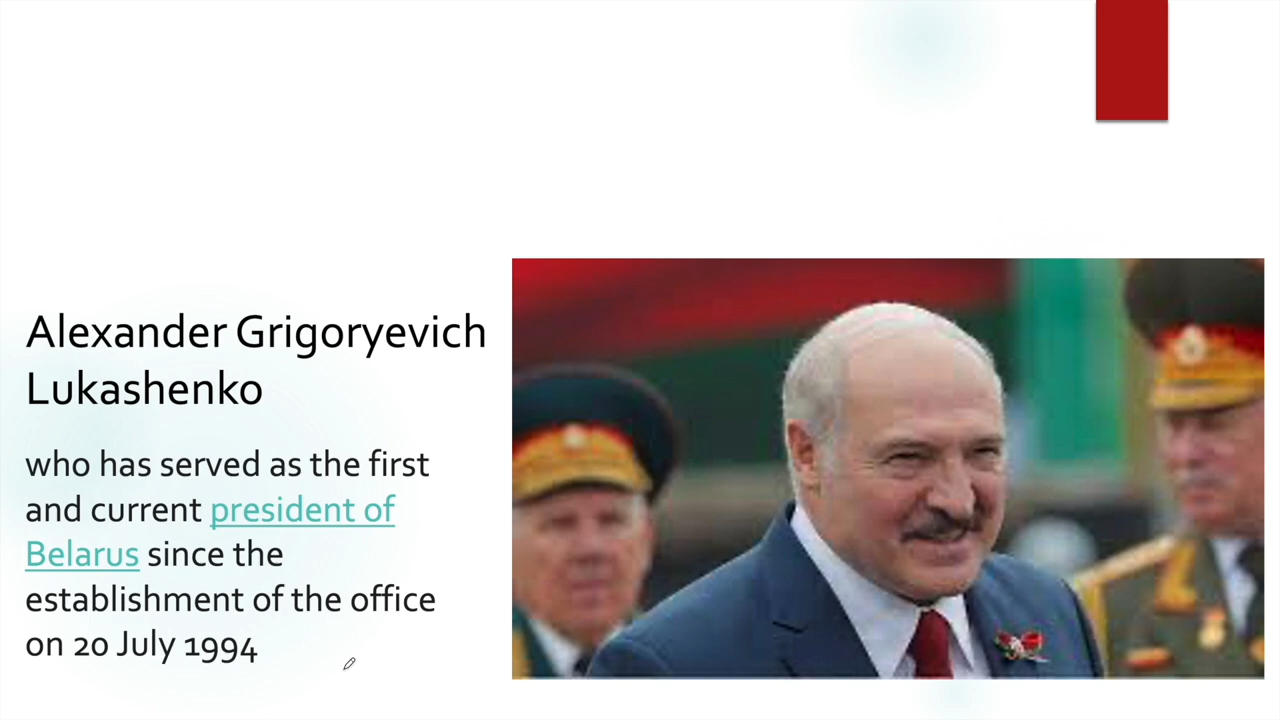 Alexander Grigoryevich
Lukashenko
who has served as the first
and current president of
Belarus since the
establishment of the office
on 20 July 1994